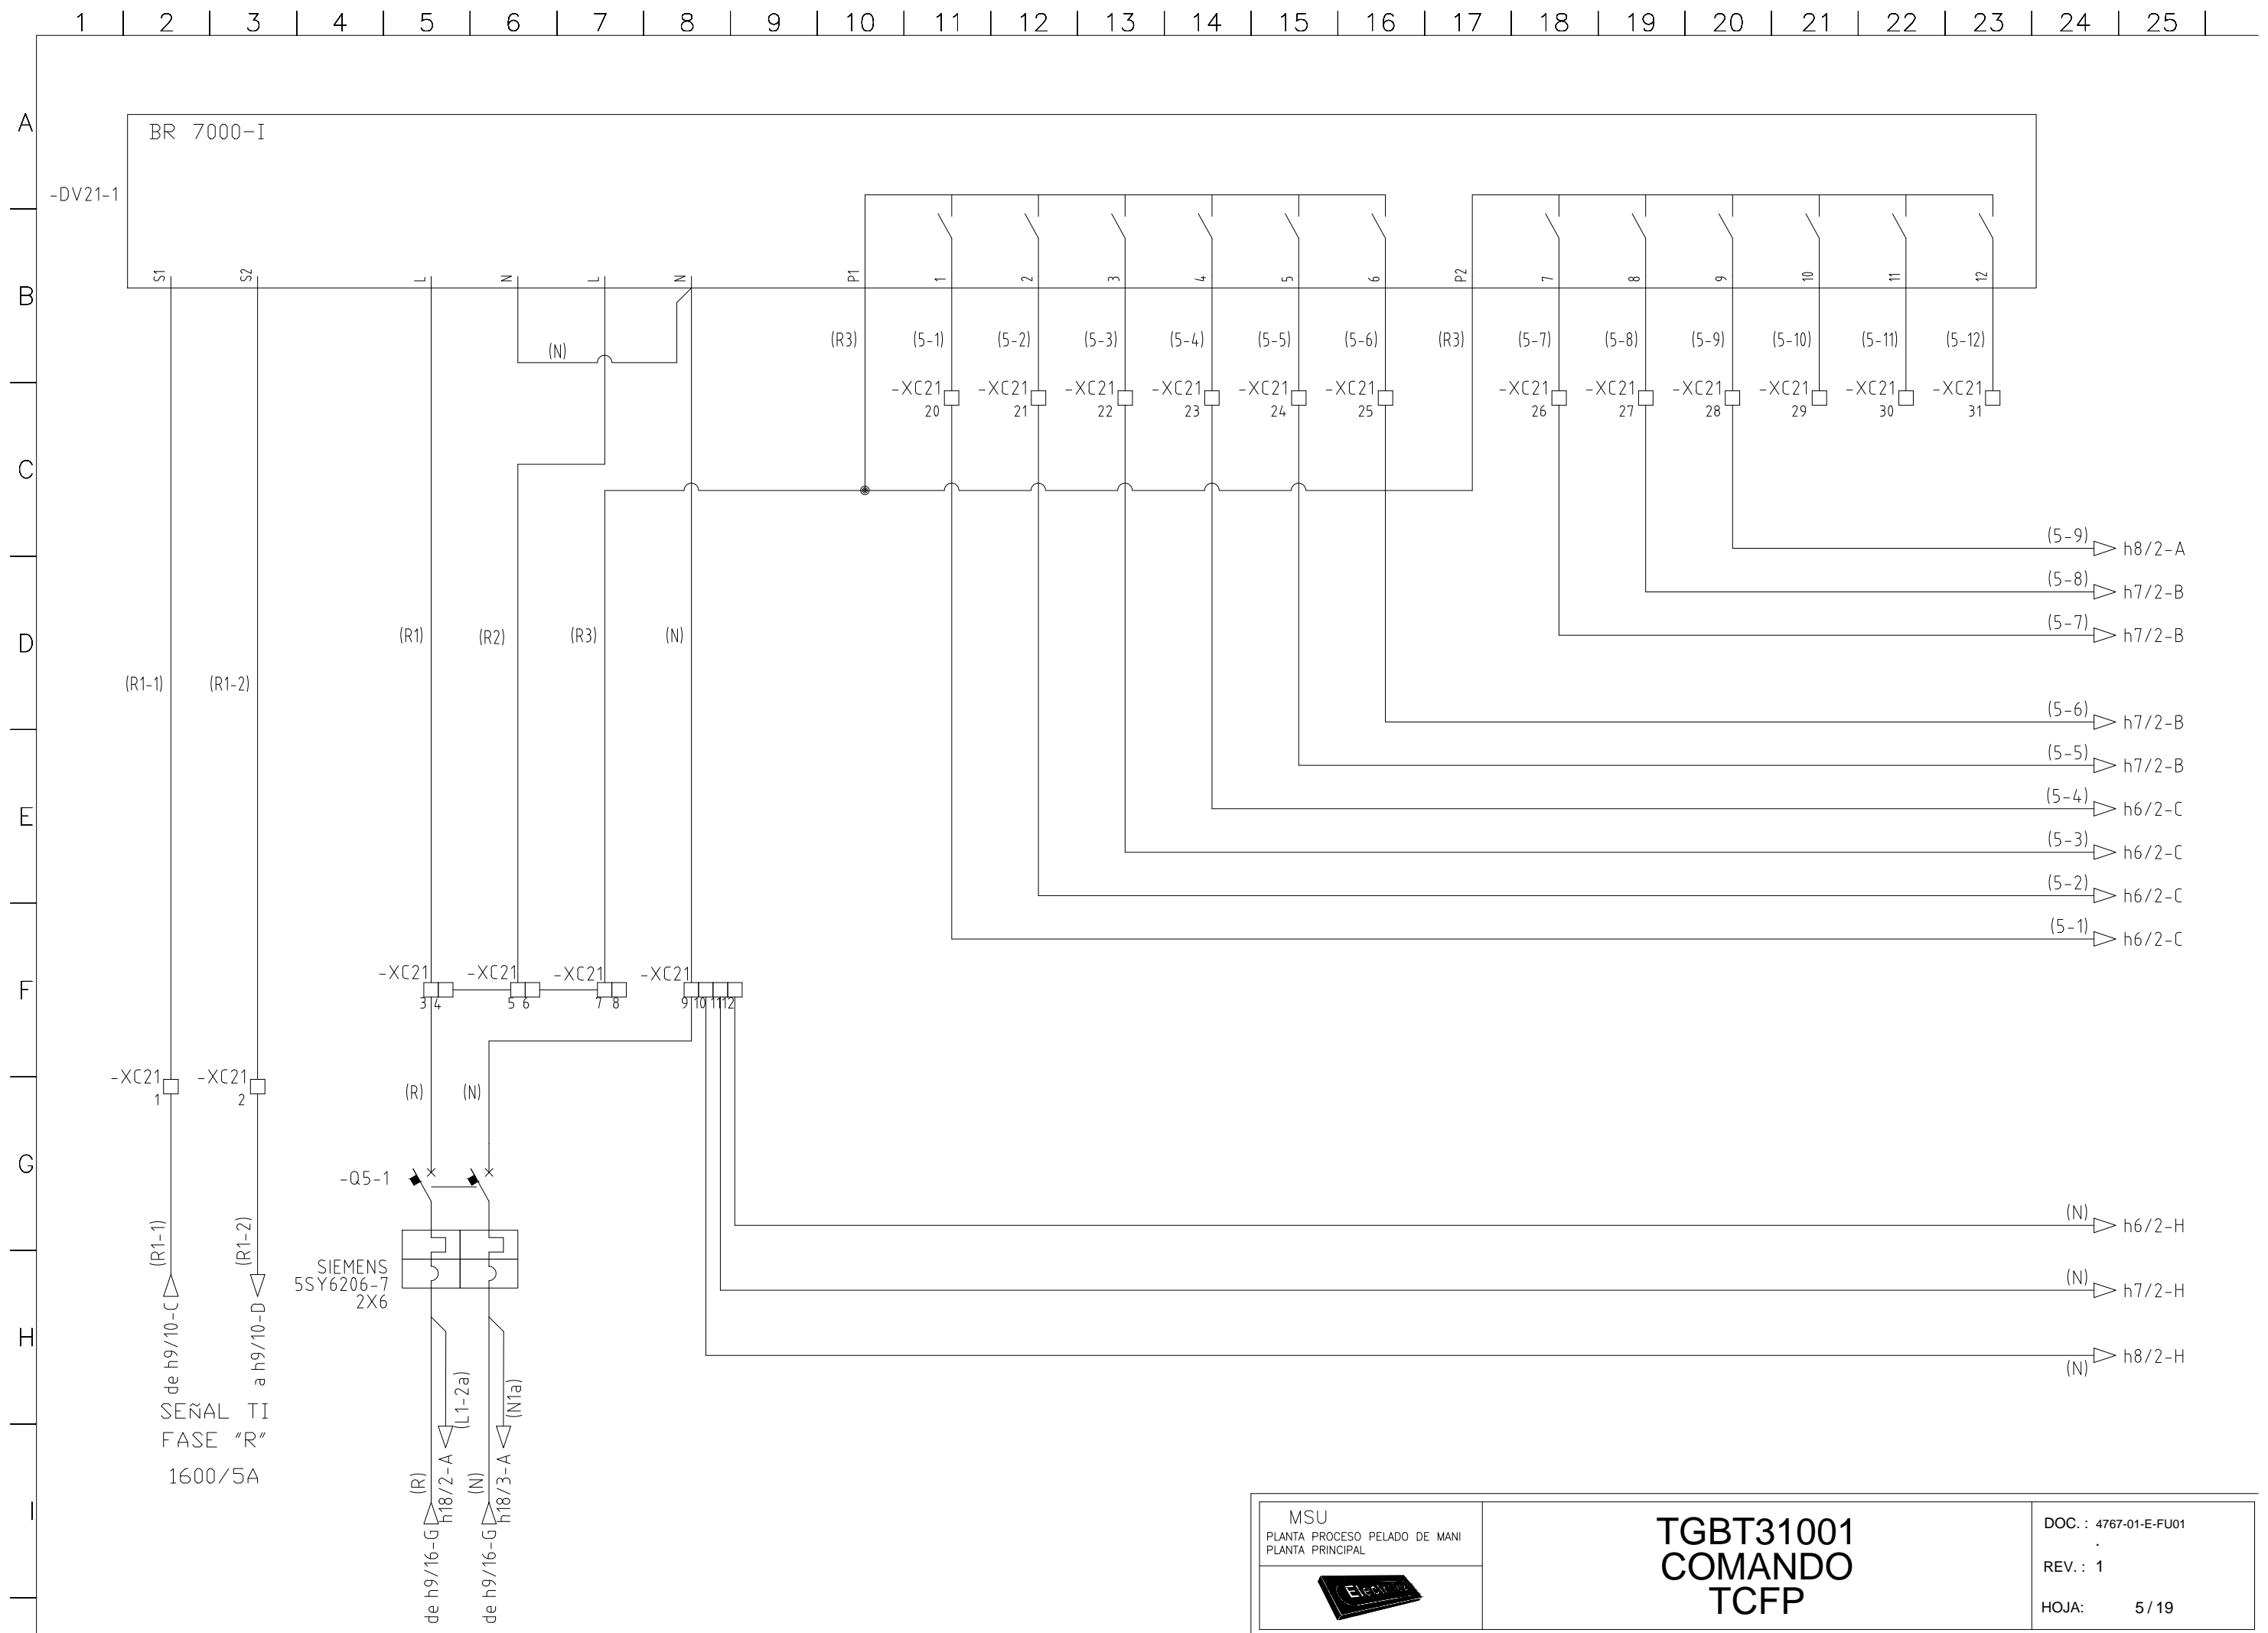 1 2 3 4 5 6 7 8 9 10 11 12 13 14 15 16 17 18 19 20 21 22 23 24 25
A
BR 7000-I
-DV21-1
S1 S2 L N L N P1 1 2 3 4 5 6 P2 7 8 9 10 11 12
B
(N)
(R3) (5-1) (5-2) (5-3) (5-4) (5-5) (5-6) (R3) (5-7) (5-8) (5-9) (5-10) (5-11) (5-12)
-XC21 -XC21 -XC21 -XC21 -XC21 -XC21 -XC21 -XC21 -XC21 -XC21 -XC21 -XC21
20 21 22 23 24 25 26 27 28 29 30 31
C
(5-9) h8/2-A
(5-8) h7/2-B
(5-7) h7/2-B
(R1) (R2) (R3) (N)
D
(R1-1) (R1-2)
(5-6) h7/2-B
(5-5) h7/2-B
(5-4) h6/2-C
E
(5-3) h6/2-C
(5-2) h6/2-C
(5-1) h6/2-C
-XC21 -XC21 -XC21 -XC21
F
3 4 5 6 7 8 9 10 11 12
-XC21 -XC21
1 2
(R) (N)
G
-Q5-1
(N) h6/2-H
(R1-1) (R1-2)
SIEMENS
5SY6206-7
2X6
(N) h7/2-H
H
de h9/10-C a h9/10-D
h8/2-H
(N)
(L1-2a) (N1a)
SEÑAL TI
FASE "R"
1600/5A
(R) h18/2-A (N) h18/3-A
I
de h9/16-G de h9/16-G
MSU
PLANTA PROCESO PELADO DE MANI
PLANTA PRINCIPAL
TGBT31001
COMANDO
TCFP
DOC. : 4767-01-E-FU01
.
REV. : 1
HOJA: 5 / 19